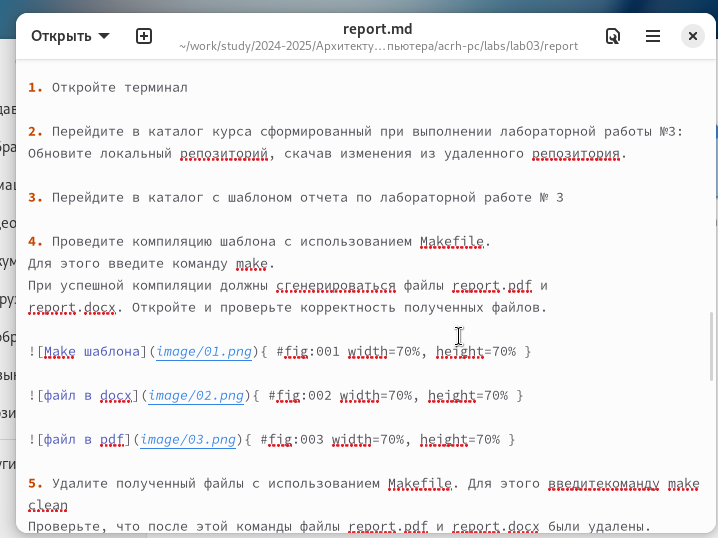 Открыть
report.md
~/work/study/2024-2025/Архитекту…пьютера/acrh-pc/labs/lab03/report
1. Откройте терминал
2. Перейдите в каталог курса сформированный при выполнении лабораторной работы №3:
Обновите локальный репозиторий, скачав изменения из удаленного репозитория.
3. Перейдите в каталог с шаблоном отчета по лабораторной работе № 3
4. Проведите компиляцию шаблона с использованием Makefile.
Для этого введите команду make.
При успешной компиляции должны сгенерироваться файлы report.pdf и
report.docx. Откройте и проверьте корректность полученных файлов.
![Make шаблона](image/01.png){ #fig:001 width=70%, height=70% }
![файл в docx](image/02.png){ #fig:002 width=70%, height=70% }
![файл в pdf](image/03.png){ #fig:003 width=70%, height=70% }
5. Удалите полученный файлы с использованием Makefile. Для этого введитекоманду make
clean
Проверьте, что после этой команды файлы report.pdf и report.docx были удалены.